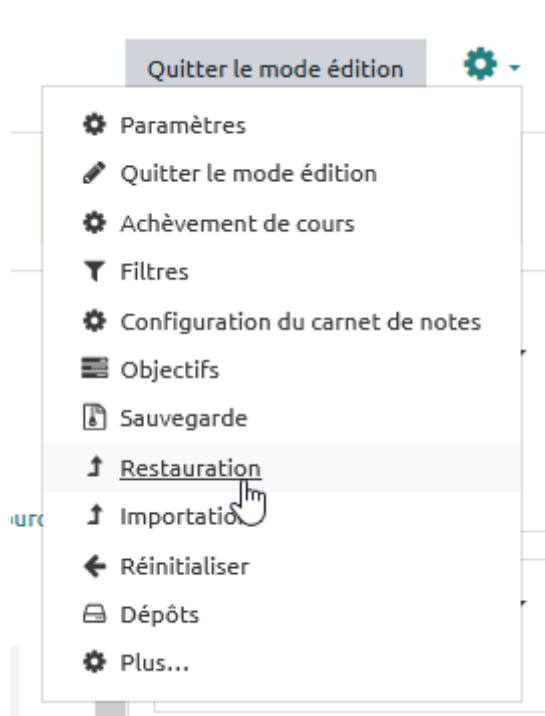 Quitter le mode édition
Paramètres
Quitter le mode édition
Achèvement de cours
Filtres
Configuration du carnet de notes
Objectifs
Sauvegarde
Restauration
Importation
Réinitialiser
Dépôts
Plus...